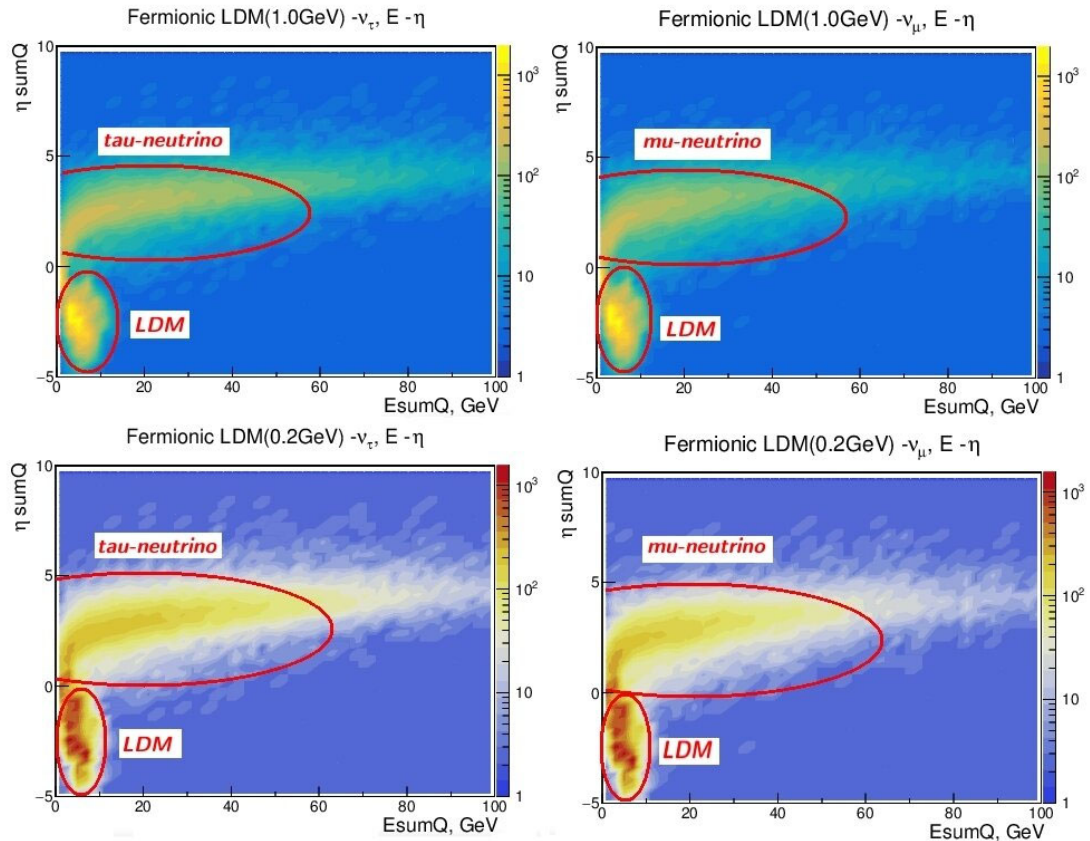 Fermionic LDM(1.0GeV) -ντ, E -η
η sumQ
10
5
0
−5
tau-neutrino
LDM
0 20 40 60 80 100
EsumQ, GeV
10³
10²
10
1
Fermionic LDM(1.0GeV) -νμ, E -η
η sumQ
10
5
0
−5
mu-neutrino
LDM
0 20 40 60 80 100
EsumQ, GeV
10³
10²
10
1
Fermionic LDM(0.2GeV) -ντ, E -η
η sumQ
10
5
0
−5
tau-neutrino
LDM
0 20 40 60 80 100
EsumQ, GeV
10³
10²
10
1
Fermionic LDM(0.2GeV) -νμ, E -η
η sumQ
10
5
0
−5
mu-neutrino
LDM
0 20 40 60 80 100
EsumQ, GeV
10³
10²
10
1